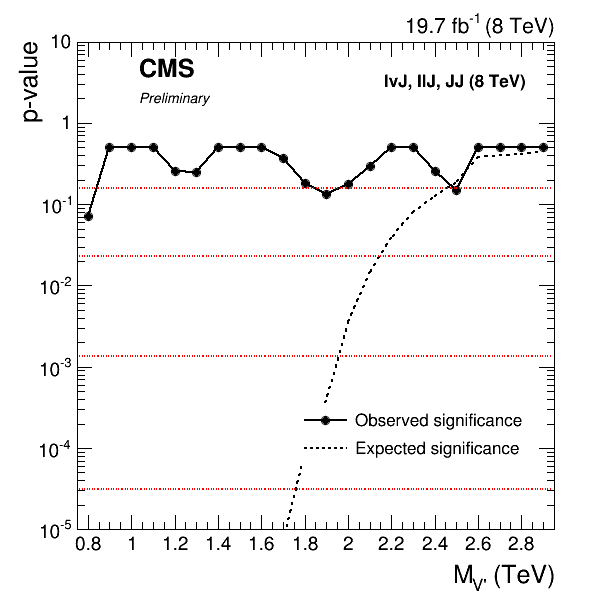 19.7 fb⁻¹ (8 TeV)
CMS
Preliminary
lνJ, llJ, JJ (8 TeV)
p-value
10
1
10⁻¹
10⁻²
10⁻³
10⁻⁴
10⁻⁵
Observed significance
Expected significance
0.8 1 1.2 1.4 1.6 1.8 2 2.2 2.4 2.6 2.8
M_V' (TeV)